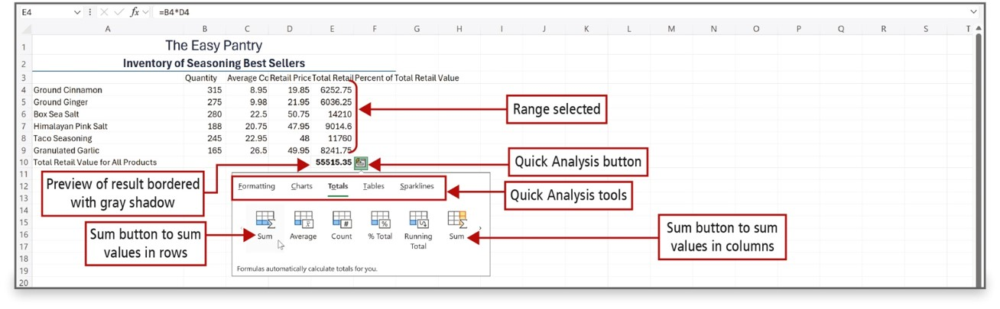 E4 fx =B4*D4
A B C D E F G H I J K L M N O P Q R S T
1 The Easy Pantry
2 Inventory of Seasoning Best Sellers
3 Quantity Average Co Retail Price Total Retail Percent of Total Retail Value
4 Ground Cinnamon 315 8.95 19.85 6252.75
5 Ground Ginger 275 9.98 21.95 6036.25
6 Box Sea Salt 280 22.5 50.75 14210
7 Himalayan Pink Salt 188 20.75 47.95 9014.6
8 Taco Seasoning 245 22.95 48 11760
9 Granulated Garlic 165 26.5 49.95 8241.75
10 Total Retail Value for All Products 55515.35
11
12
13
14
15
16
17
18
19
20
Range selected
Quick Analysis button
Preview of result bordered
with gray shadow
Formatting Charts Totals Tables Sparklines
Quick Analysis tools
Sum button to sum
values in rows
Sum Average Count % Total Running Sum
Total
Sum button to sum
values in columns
Formulas automatically calculate totals for you.